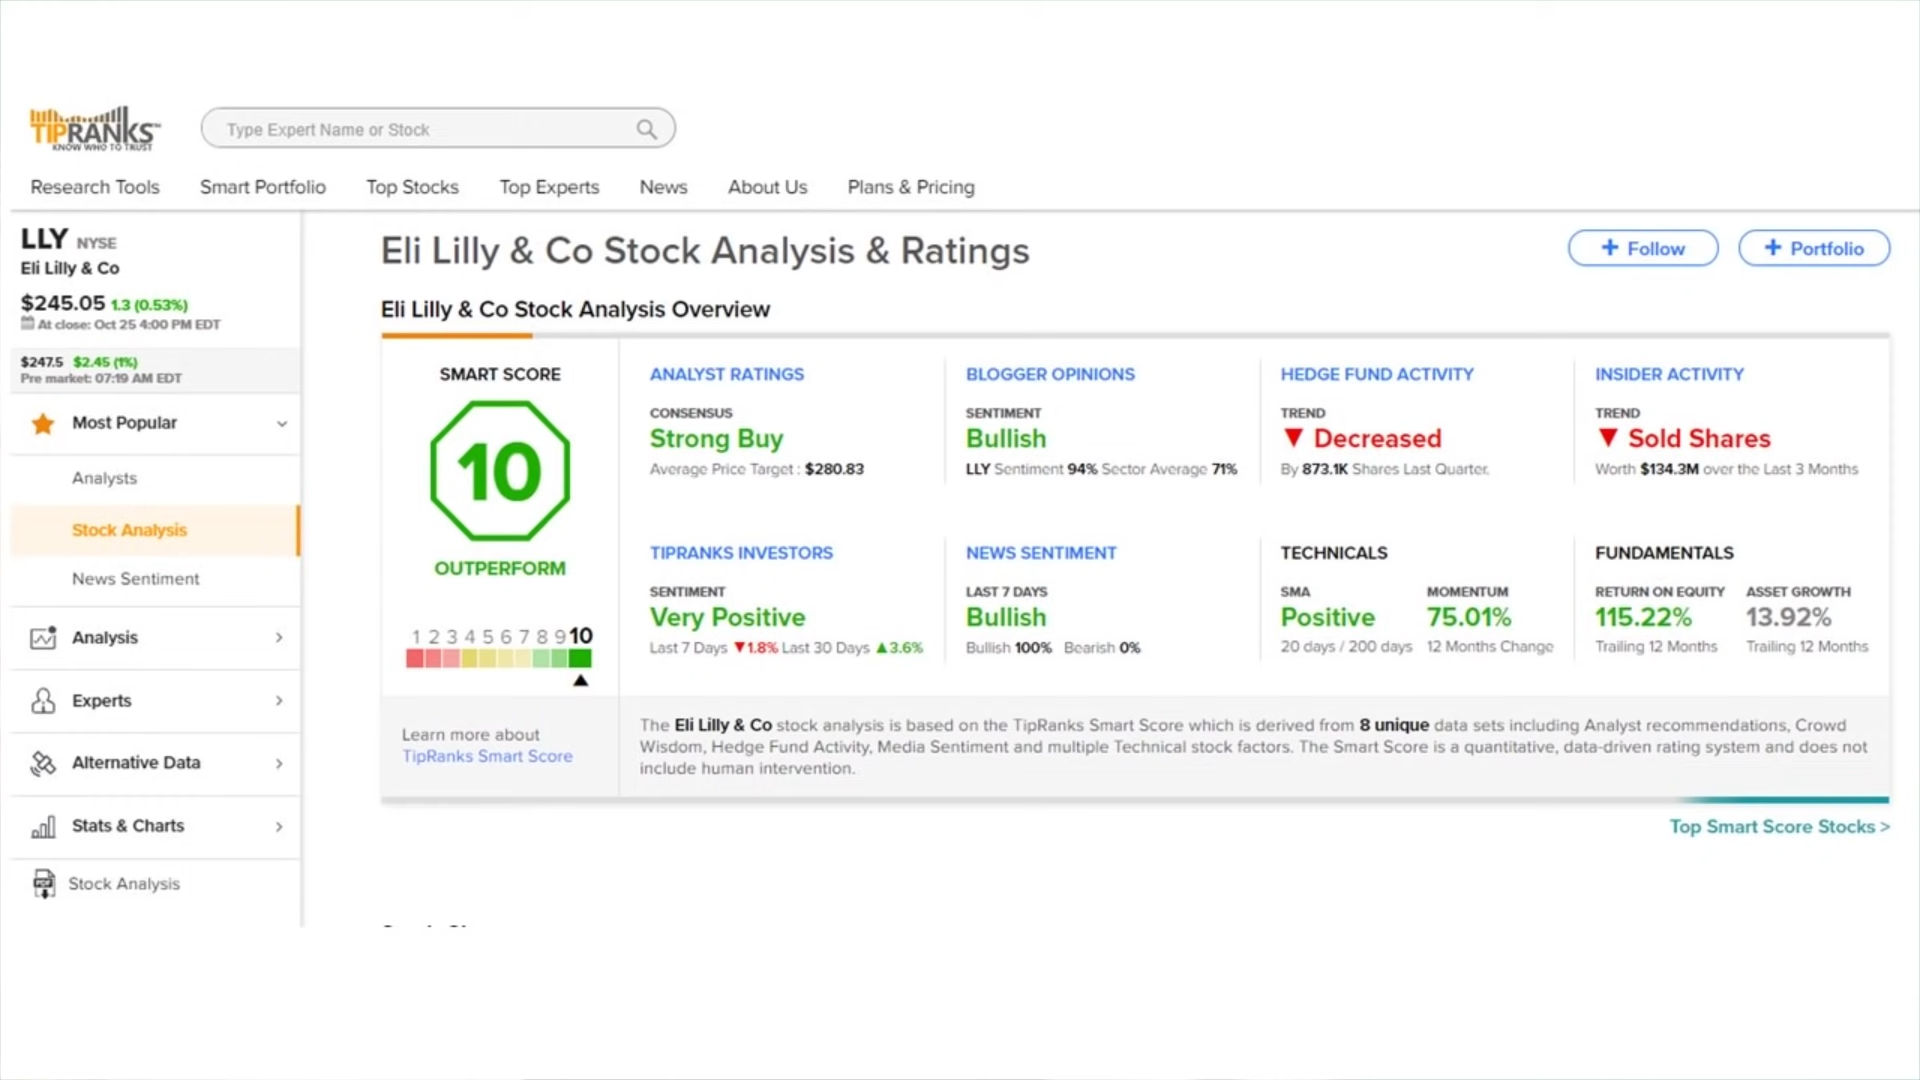 TIPRANKS™
KNOW WHO TO TRUST
Type Expert Name or Stock
Research Tools Smart Portfolio Top Stocks Top Experts News About Us Plans & Pricing
LLY NYSE
Eli Lilly & Co
$245.05 1.3 (0.53%)
At close: Oct 25 4:00 PM EDT
$247.5 $2.45 (1%)
Pre market: 07:19 AM EDT
Most Popular
Analysts
Stock Analysis
News Sentiment
Analysis
Experts
Alternative Data
Stats & Charts
PDF Stock Analysis
Eli Lilly & Co Stock Analysis & Ratings
+ Follow + Portfolio
Eli Lilly & Co Stock Analysis Overview
SMART SCORE
10
OUTPERFORM
1 2 3 4 5 6 7 8 9 10
Learn more about
TipRanks Smart Score
ANALYST RATINGS
CONSENSUS
Strong Buy
Average Price Target : $280.83
BLOGGER OPINIONS
SENTIMENT
Bullish
LLY Sentiment 94% Sector Average 71%
HEDGE FUND ACTIVITY
TREND
▼ Decreased
By 873.1K Shares Last Quarter.
INSIDER ACTIVITY
TREND
▼ Sold Shares
Worth $134.3M over the Last 3 Months
TIPRANKS INVESTORS
SENTIMENT
Very Positive
Last 7 Days ▼1.8% Last 30 Days ▲3.6%
NEWS SENTIMENT
LAST 7 DAYS
Bullish
Bullish 100% Bearish 0%
TECHNICALS
SMA MOMENTUM
Positive 75.01%
20 days / 200 days 12 Months Change
FUNDAMENTALS
RETURN ON EQUITY ASSET GROWTH
115.22% 13.92%
Trailing 12 Months Trailing 12 Months
The Eli Lilly & Co stock analysis is based on the TipRanks Smart Score which is derived from 8 unique data sets including Analyst recommendations, Crowd
Wisdom, Hedge Fund Activity, Media Sentiment and multiple Technical stock factors. The Smart Score is a quantitative, data-driven rating system and does not
include human intervention.
Top Smart Score Stocks >